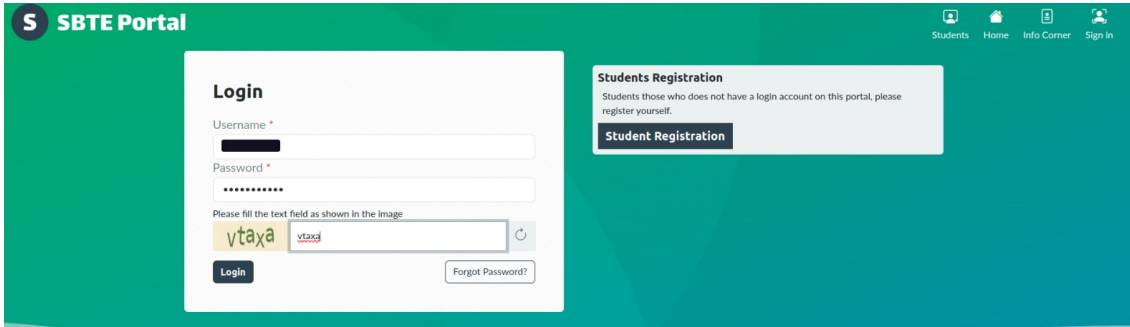 S SBTE Portal
Students Home Info Corner Sign in
Login
Username *
Password *
•••••••••••
Please fill the text field as shown in the image
vtaxa vtaxa
Login Forgot Password?
Students Registration
Students those who does not have a login account on this portal, please
register yourself.
Student Registration